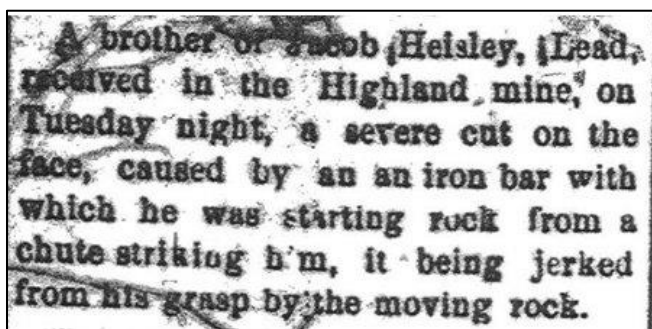 A brother of Jacob Heisley, Lead,
received in the Highland mine, on
Tuesday night, a severe cut on the
face, caused by an an iron bar with
which he was starting rock from a
chute striking him, it being jerked
from his grasp by the moving rock.